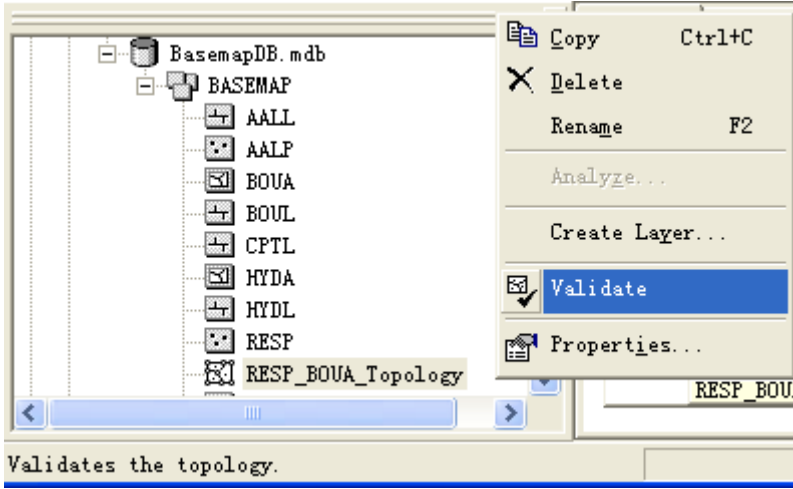 BasemapDB.mdb
BASEMAP
AALL
AALP
BOUA
BOUL
CPTL
HYDA
HYDL
RESP
RESP_BOUA_Topology
Copy Ctrl+C
Delete
Rename F2
Analyze...
Create Layer...
Validate
Properties...
RESP_BOU
Validates the topology.